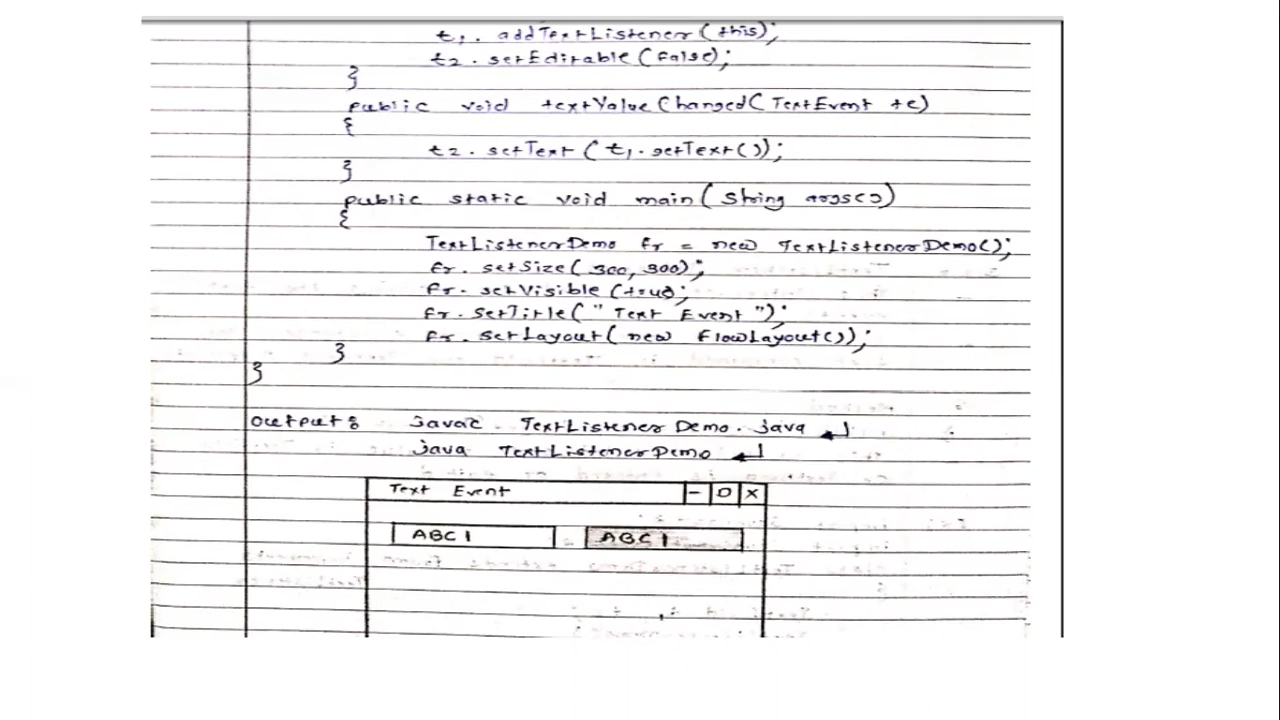 t1. addTextListener(this);
t2. setEditable(false);
}
public void textValueChanged(TextEvent te)
{
t2. setText(t1. getText());
}
public static void main(String args[])
{
TextListenerDemo fr = new TextListenerDemo();
fr. setSize(300, 300);
fr. setVisible(true);
fr. setTitle(" Text Event ");
fr. setLayout(new FlowLayout());
}
}
output: javac TextListenerDemo. java ↵
java TextListenerDemo ↵
Text Event - O X
ABC | ABC |